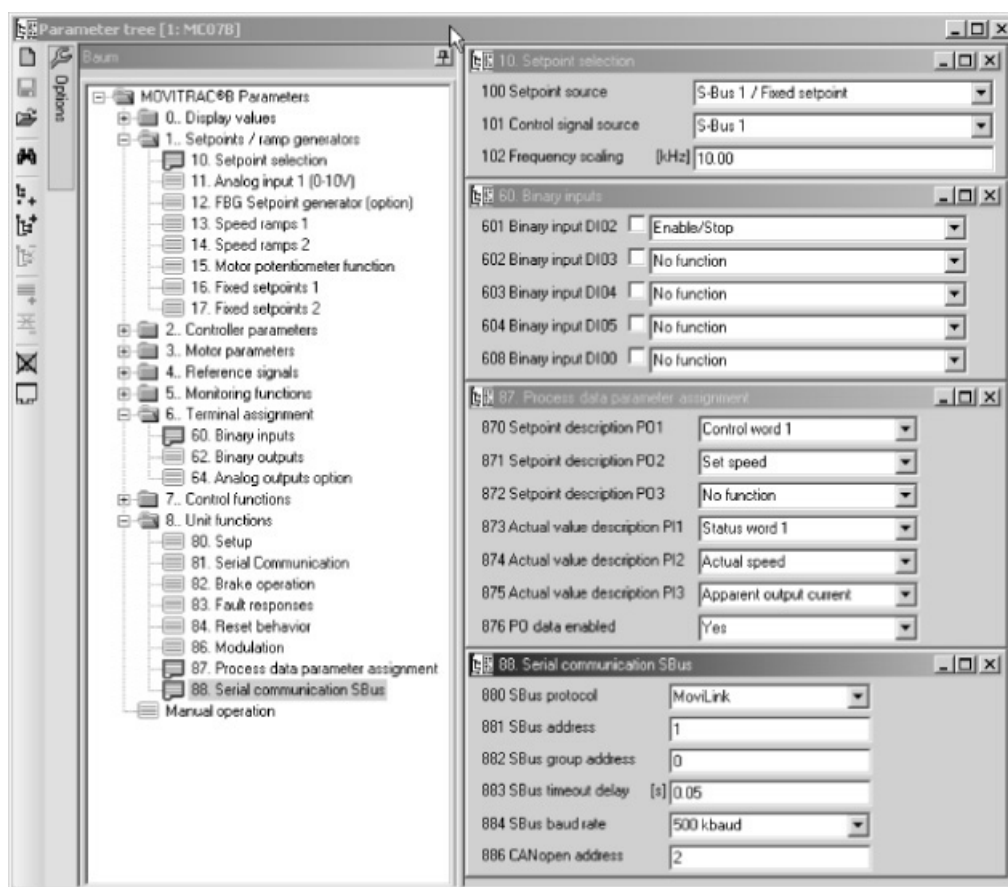 Parameter tree [1: MC07B]
Options
Baum
MOVITRAC®B Parameters
0.. Display values
1.. Setpoints / ramp generators
10. Setpoint selection
11. Analog input 1 (0-10V)
12. FBG Setpoint generator (option)
13. Speed ramps 1
14. Speed ramps 2
15. Motor potentiometer function
16. Fixed setpoints 1
17. Fixed setpoints 2
2.. Controller parameters
3.. Motor parameters
4.. Reference signals
5.. Monitoring functions
6.. Terminal assignment
60. Binary inputs
62. Binary outputs
64. Analog outputs option
7.. Control functions
8.. Unit functions
80. Setup
81. Serial Communication
82. Brake operation
83. Fault responses
84. Reset behavior
86. Modulation
87. Process data parameter assignment
88. Serial communication SBus
Manual operation
10. Setpoint selection
100 Setpoint source S-Bus 1 / Fixed setpoint
101 Control signal source S-Bus 1
102 Frequency scaling [kHz] 10.00
60. Binary inputs
601 Binary input DI02 Enable/Stop
602 Binary input DI03 No function
603 Binary input DI04 No function
604 Binary input DI05 No function
608 Binary input DI00 No function
87. Process data parameter assignment
870 Setpoint description PO1 Control word 1
871 Setpoint description PO2 Set speed
872 Setpoint description PO3 No function
873 Actual value description PI1 Status word 1
874 Actual value description PI2 Actual speed
875 Actual value description PI3 Apparent output current
876 PO data enabled Yes
88. Serial communication SBus
880 SBus protocol MoviLink
881 SBus address 1
882 SBus group address 0
883 SBus timeout delay [s] 0.05
884 SBus baud rate 500 kbaud
886 CANopen address 2